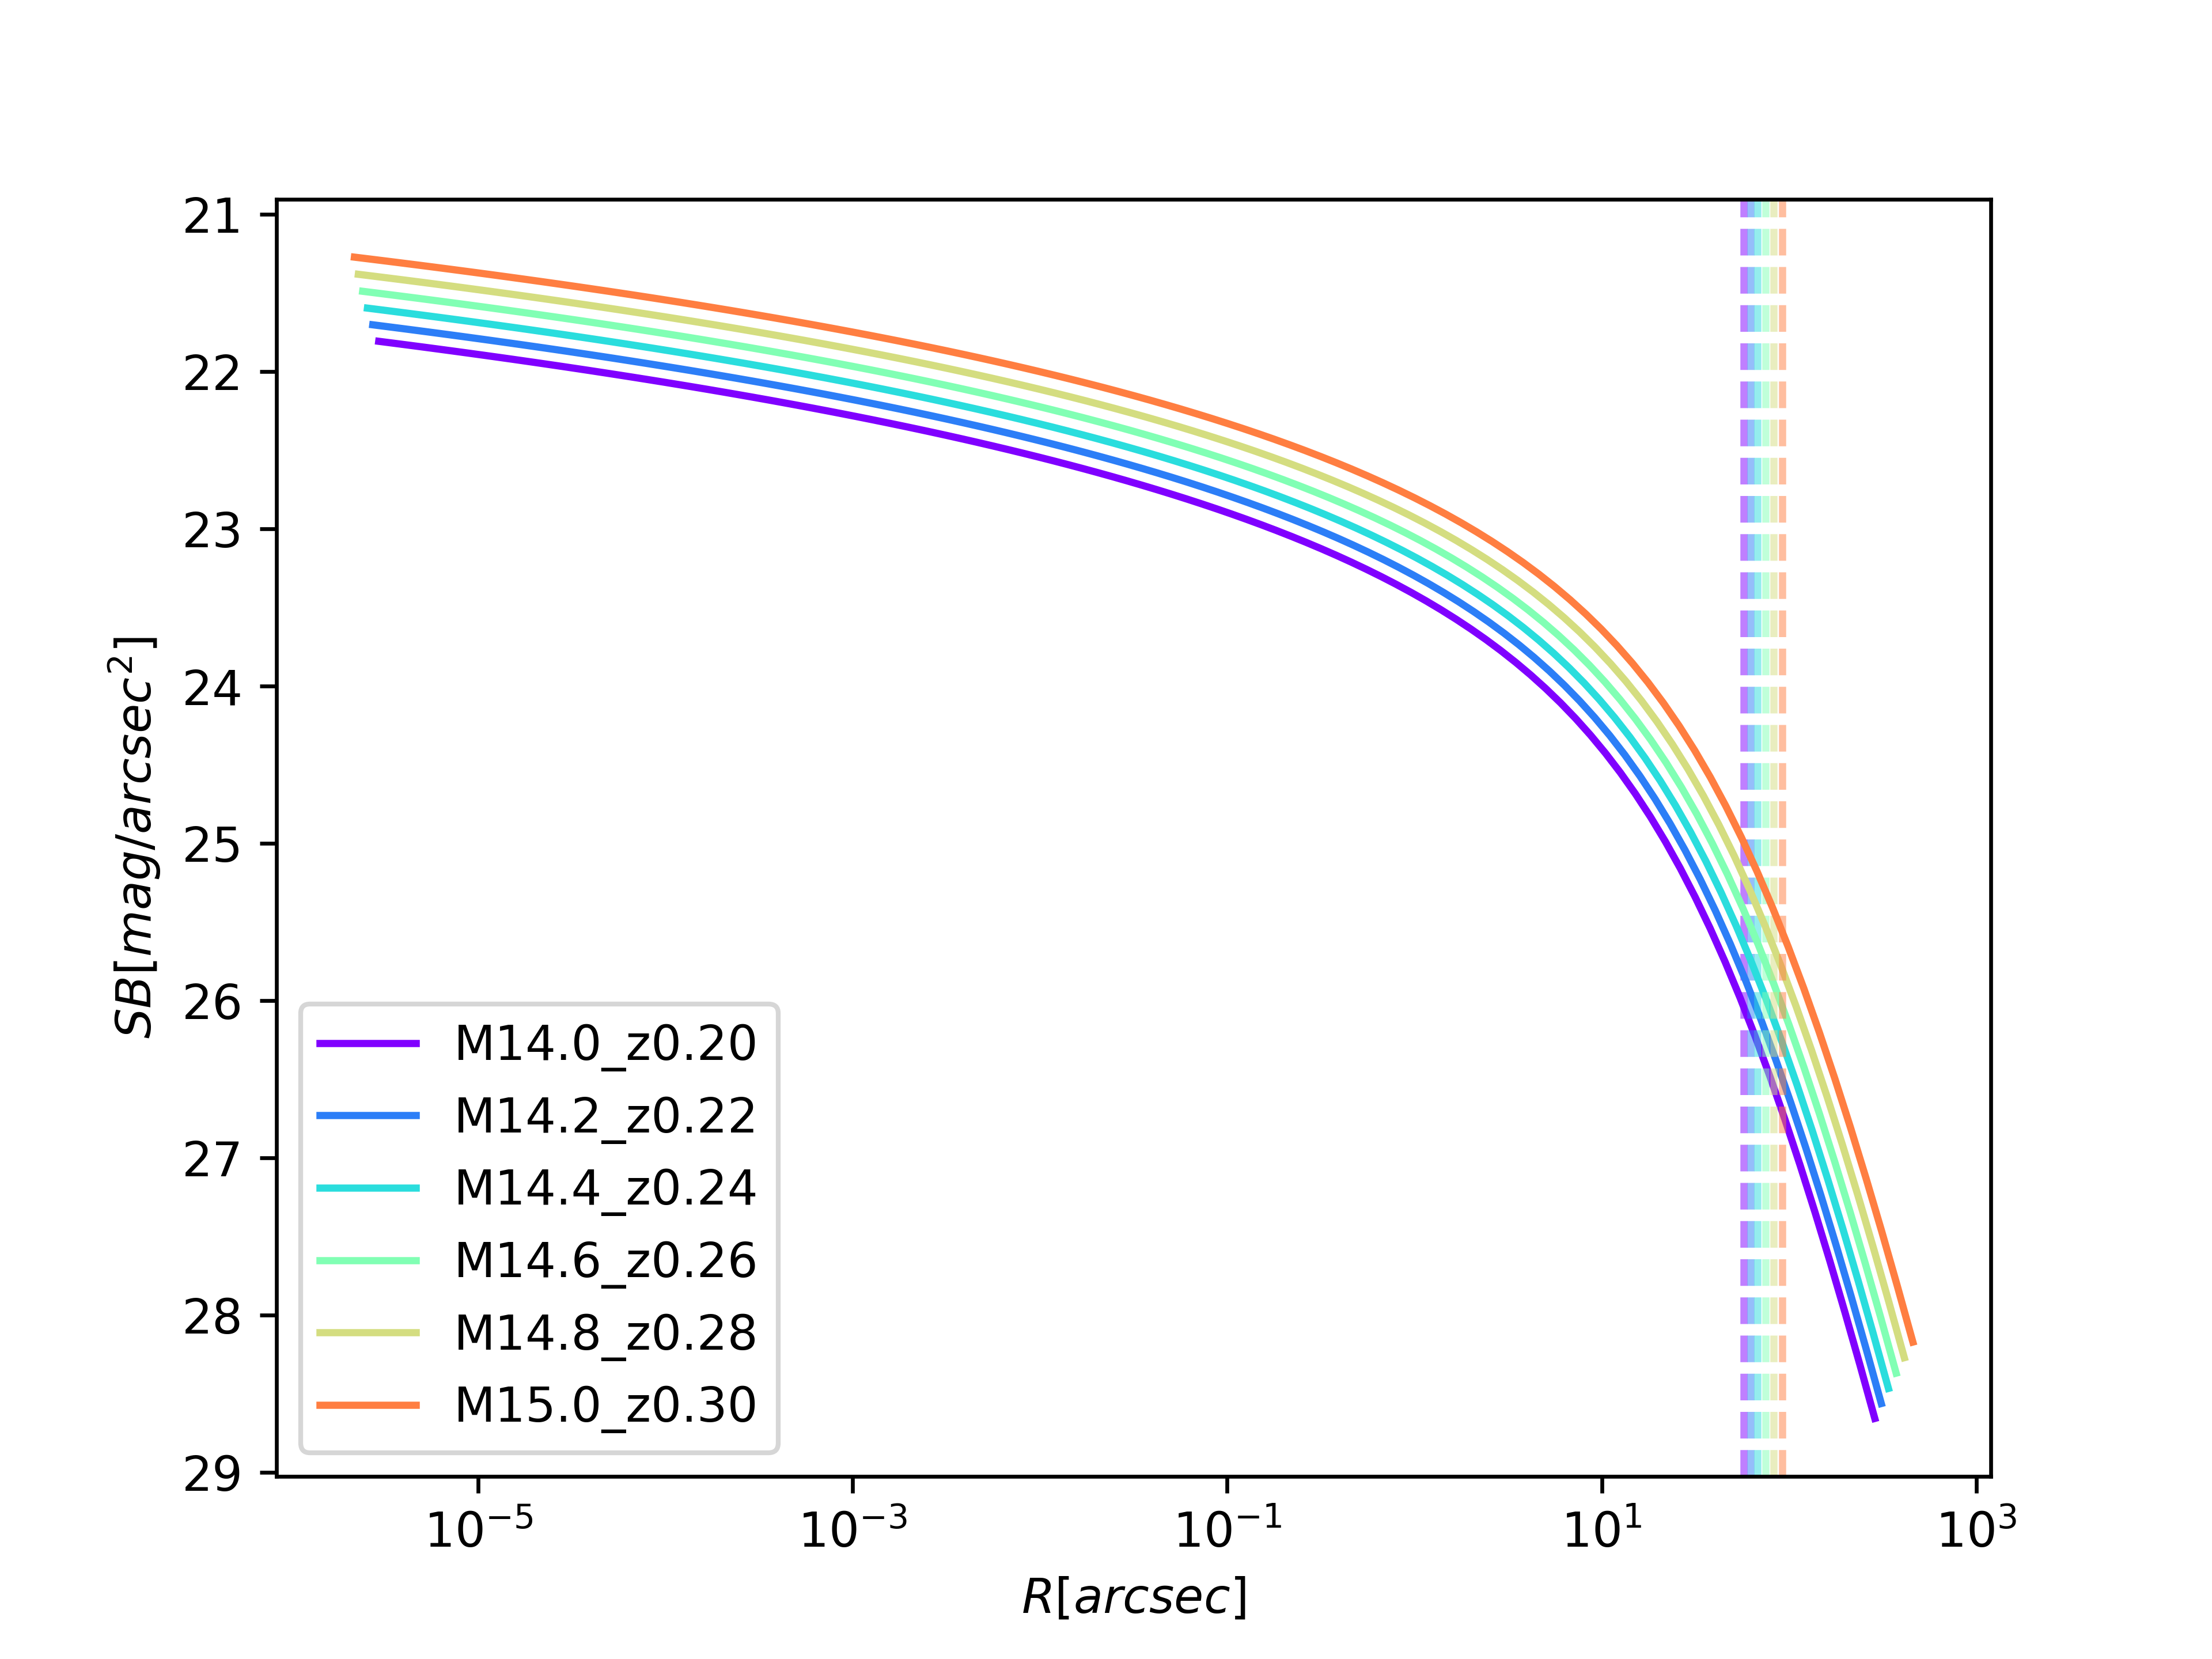 21
22
23
24
25
26
27
28
29
SB[mag/arcsec²]
M14.0_z0.20
M14.2_z0.22
M14.4_z0.24
M14.6_z0.26
M14.8_z0.28
M15.0_z0.30
10⁻⁵ 10⁻³ 10⁻¹ 10¹ 10³
R[arcsec]